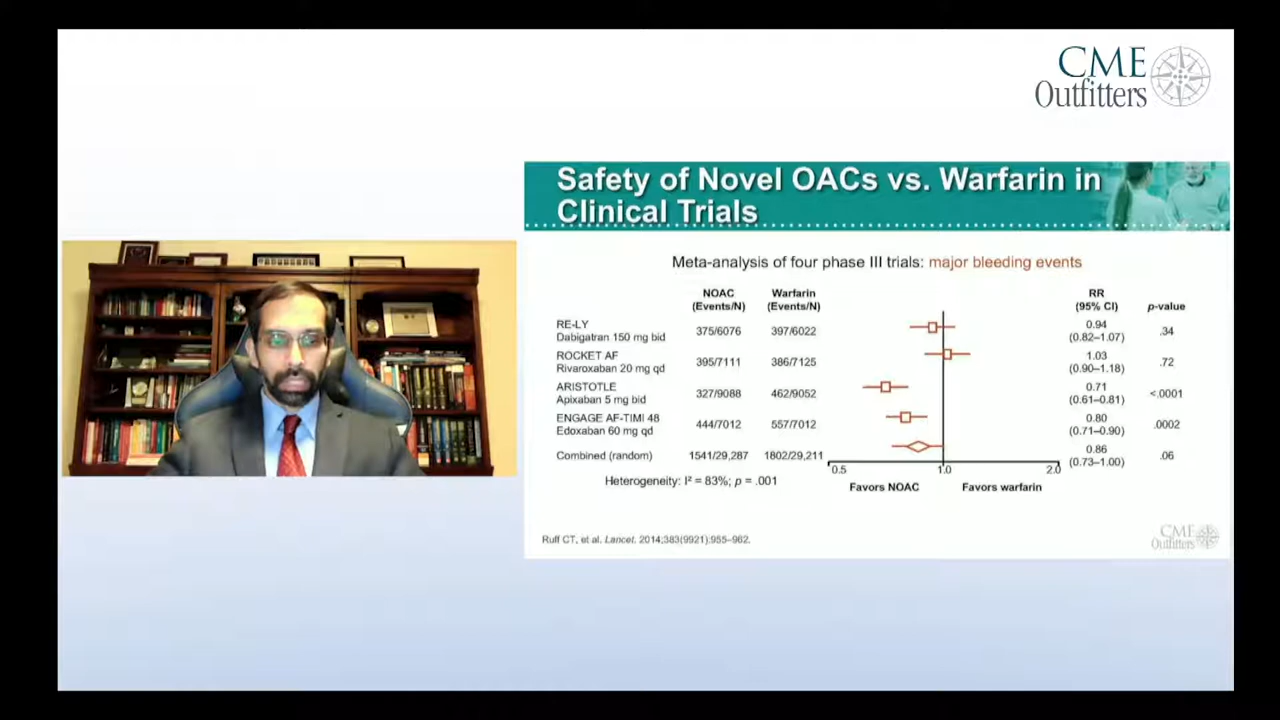 CME
Outfitters
Safety of Novel OACs vs. Warfarin in
Clinical Trials
Meta-analysis of four phase III trials: major bleeding events
NOAC Warfarin RR
(Events/N) (Events/N) (95% CI) p-value
RE-LY
Dabigatran 150 mg bid 375/6076 397/6022 0.94 (0.82–1.07) .34
ROCKET AF
Rivaroxaban 20 mg qd 395/7111 386/7125 1.03 (0.90–1.18) .72
ARISTOTLE
Apixaban 5 mg bid 327/9088 462/9052 0.71 (0.61–0.81) <.0001
ENGAGE AF-TIMI 48
Edoxaban 60 mg qd 444/7012 557/7012 0.80 (0.71–0.90) .0002
Combined (random) 1541/29,287 1802/29,211 0.86 (0.73–1.00) .06
0.5 1.0 2.0
Heterogeneity: I² = 83%; p = .001
Favors NOAC Favors warfarin
Ruff CT, et al. Lancet. 2014;383(9921):955–962.
CME
Outfitters